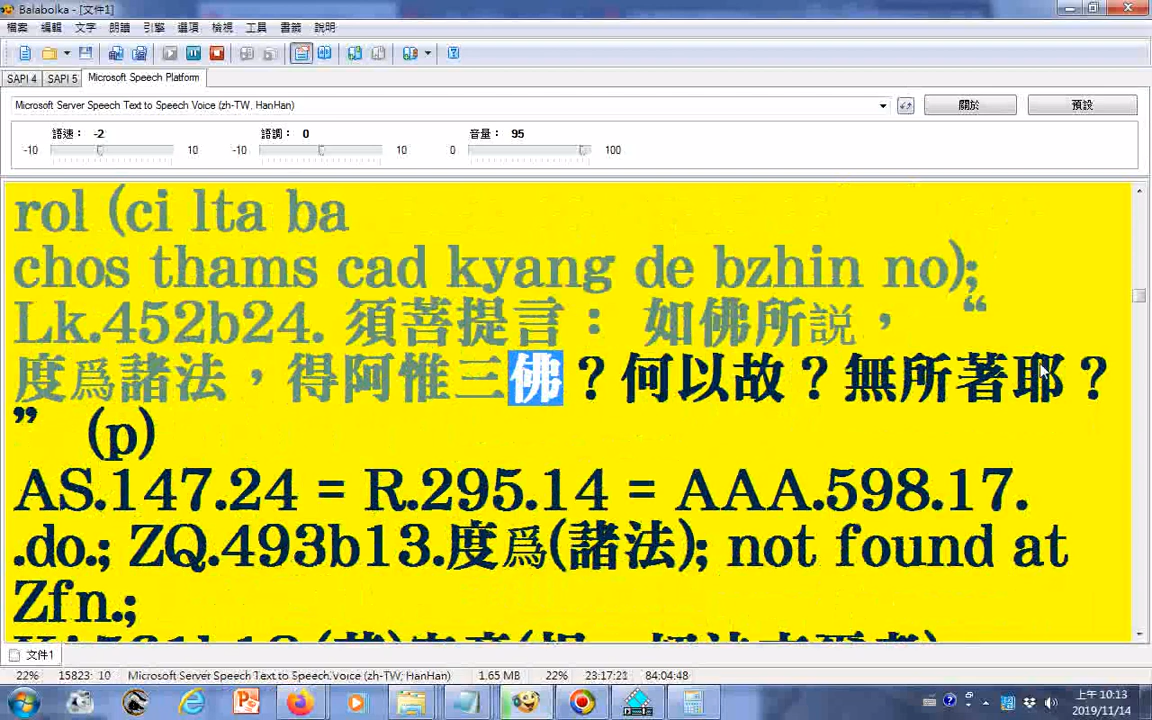 Balabolka - [文件1]
檔案 編輯 文字 朗讀 引擎 選項 檢視 工具 書籤 說明
SAPI 4 SAPI 5 Microsoft Speech Platform
Microsoft Server Speech Text to Speech Voice (zh-TW, HanHan) 關於 預設
語速： -2 語調： 0 音量： 95
-10 10 -10 10 0 100
rol (ci lta ba
chos thams cad kyang de bzhin no);
Lk.452b24. 須菩提言： 如佛所説， “
度爲諸法，得阿惟三佛？何以故？無所著耶？
” (p)
AS.147.24 = R.295.14 = AAA.598.17.
.do.; ZQ.493b13.度爲(諸法); not found at
Zfn.;
文件1
22% 15823: 10 Microsoft Server Speech Text to Speech Voice (zh-TW, HanHan) 1.65 MB 22% 23:17:21 84:04:48
上午 10:13
2019/11/14